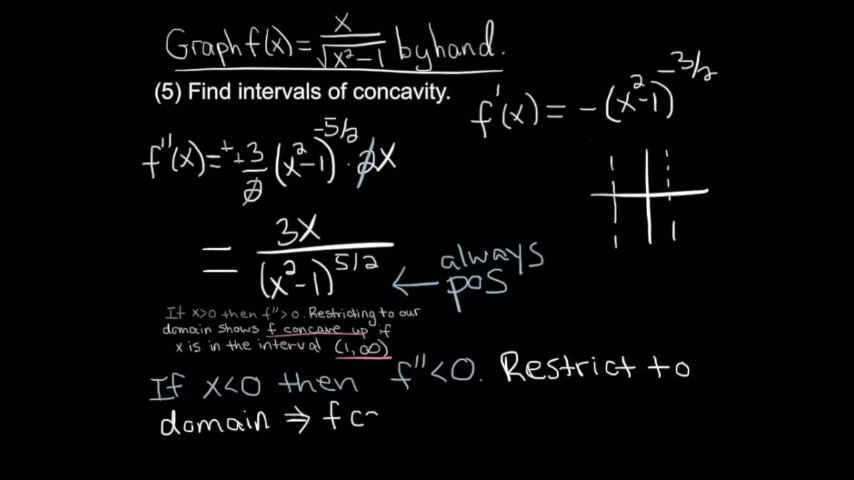 Graph f(x) = x/√(x²-1) by hand.
(5) Find intervals of concavity.
f'(x) = -(x²-1)^(-3/2)
f''(x) = + + 3/2 (x²-1)^(-5/2) · 2x
= 3x/(x²-1)^(5/2)
always
← pos
If x>0 then f''>0. Restricting to our
domain shows f concave up if
x is in the interval (1, ∞)
If x<0 then f''<0. Restrict to
domain ⇒ f co